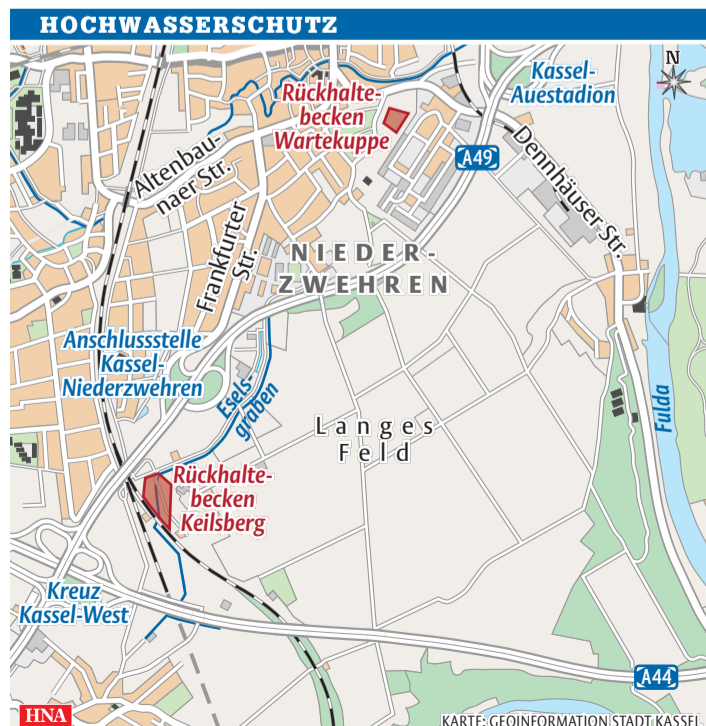 HOCHWASSERSCHUTZ
N
Kassel-
Auestadion
Rückhalte-
becken
Wartekuppe
A49
Dennhäuser Str.
Altenbau-
naer Str.
Frankfurter
Str.
NIEDER-
ZWEHREN
Anschlussstelle
Kassel-
Niederzwehren
Esels-
graben
Fulda
Langes
Feld
Rückhalte-
becken
Keilsberg
Kreuz
Kassel-West
A44
HNA
KARTE: GEOINFORMATION STADT KASSEL